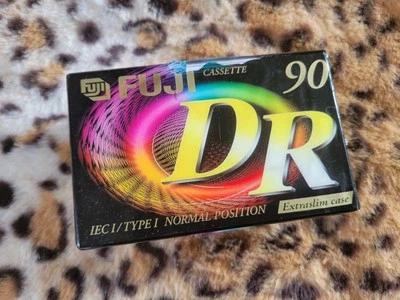 FUJI FUJI CASSETTE 90
DR
IEC I/TYPE I NORMAL POSITION Extraslim case